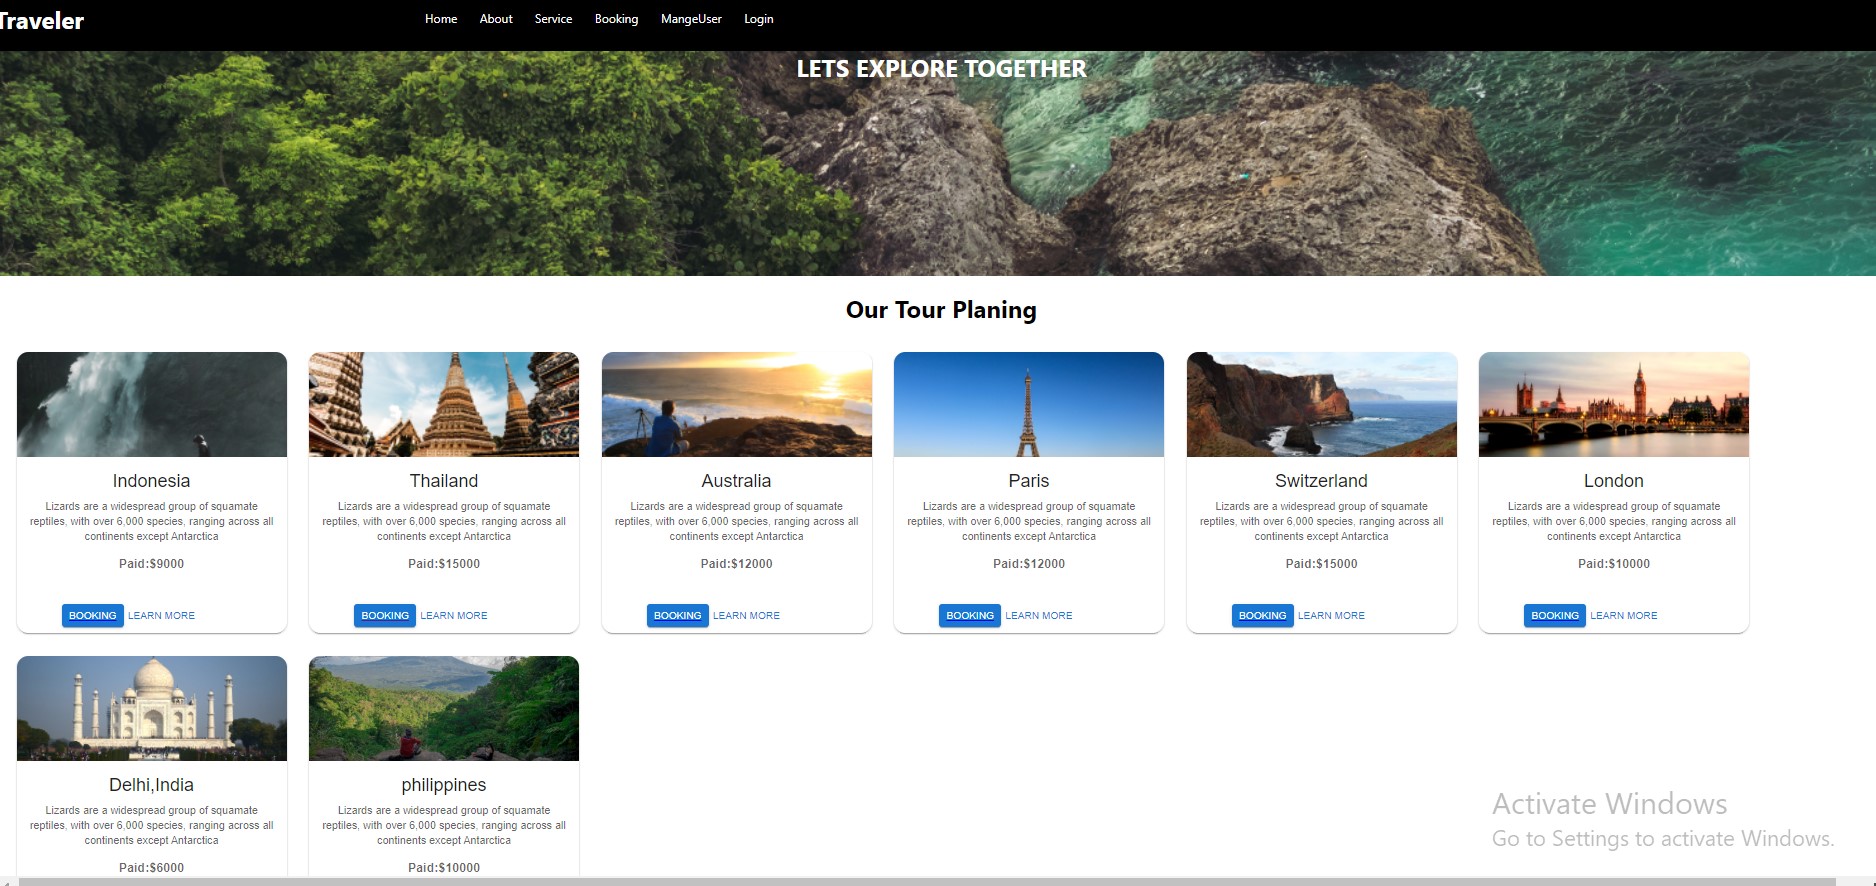 Traveler
Home About Service Booking MangeUser Login
LETS EXPLORE TOGETHER
Our Tour Planing
Indonesia
Lizards are a widespread group of squamate
reptiles, with over 6,000 species, ranging across all
continents except Antarctica
Paid:$9000
BOOKING LEARN MORE
Thailand
Lizards are a widespread group of squamate
reptiles, with over 6,000 species, ranging across all
continents except Antarctica
Paid:$15000
BOOKING LEARN MORE
Australia
Lizards are a widespread group of squamate
reptiles, with over 6,000 species, ranging across all
continents except Antarctica
Paid:$12000
BOOKING LEARN MORE
Paris
Lizards are a widespread group of squamate
reptiles, with over 6,000 species, ranging across all
continents except Antarctica
Paid:$12000
BOOKING LEARN MORE
Switzerland
Lizards are a widespread group of squamate
reptiles, with over 6,000 species, ranging across all
continents except Antarctica
Paid:$15000
BOOKING LEARN MORE
London
Lizards are a widespread group of squamate
reptiles, with over 6,000 species, ranging across all
continents except Antarctica
Paid:$10000
BOOKING LEARN MORE
Delhi,India
Lizards are a widespread group of squamate
reptiles, with over 6,000 species, ranging across all
continents except Antarctica
Paid:$6000
philippines
Lizards are a widespread group of squamate
reptiles, with over 6,000 species, ranging across all
continents except Antarctica
Paid:$10000
Activate Windows
Go to Settings to activate Windows.